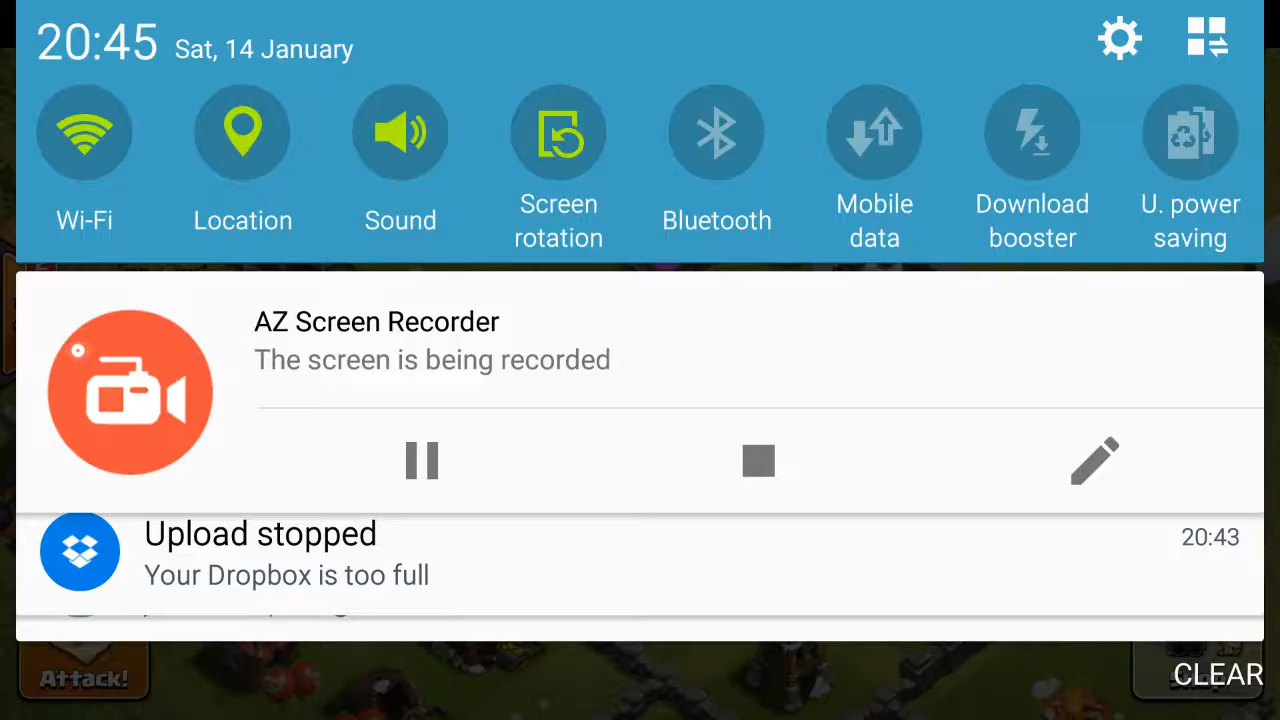 20:45 Sat, 14 January
Wi-Fi
Location
Sound
Screen
rotation
Bluetooth
Mobile
data
Download
booster
U. power
saving
AZ Screen Recorder
The screen is being recorded
Upload stopped
20:43
Your Dropbox is too full
Attack!
CLEAR